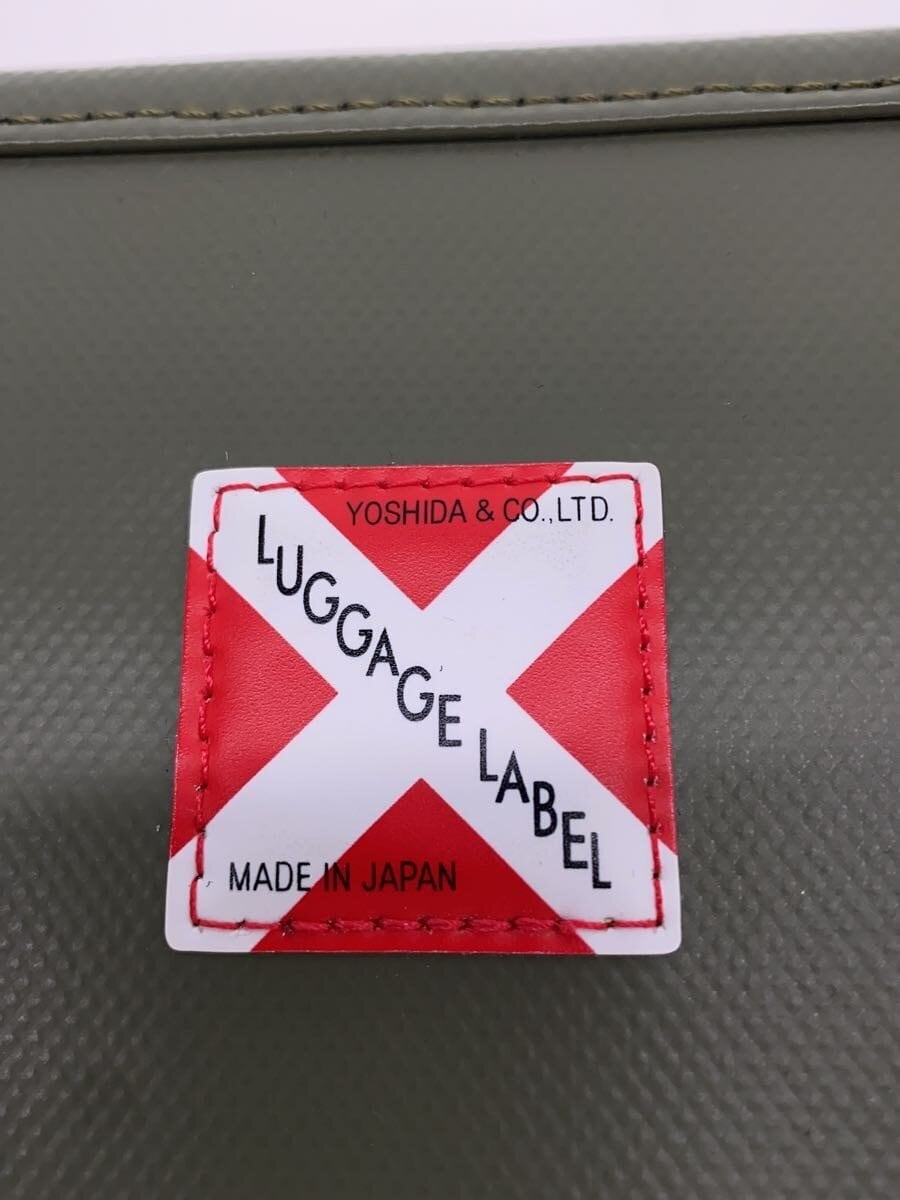 YOSHIDA & CO.,LTD.
LUGGAGE LABEL
MADE IN JAPAN